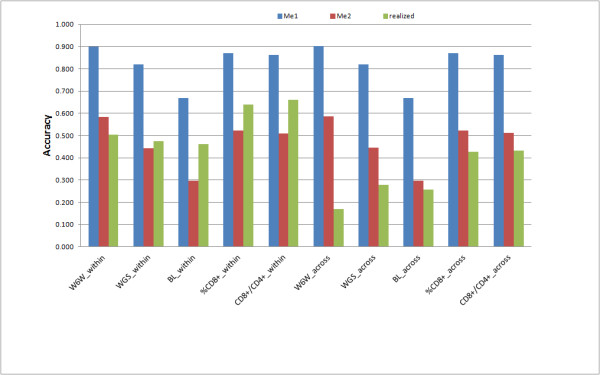 Me1 Me2 realized
1.000
0.900
0.800
0.700
0.600
0.500
0.400
0.300
0.200
0.100
0.000
Accuracy
W6W_within
WGS_within
BL_within
%CD8+_within
CD8+/CD4+_within
W6W_across
WGS_across
BL_across
%CD8+_across
CD8+/CD4+_across